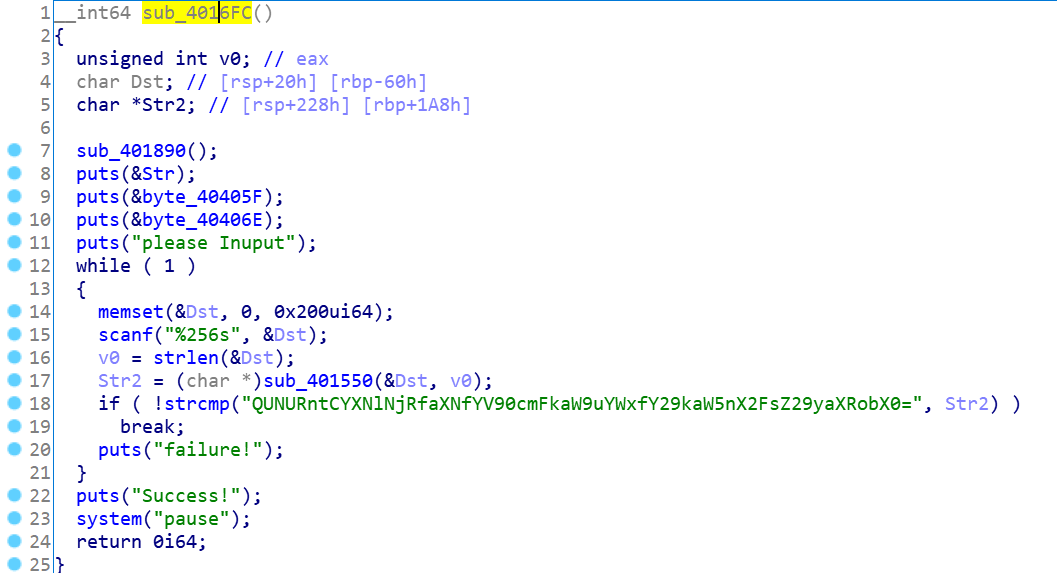 1 __int64 sub_4016FC()
2 {
3 unsigned int v0; // eax
4 char Dst; // [rsp+20h] [rbp-60h]
5 char *Str2; // [rsp+228h] [rbp+1A8h]
6
7 sub_401890();
8 puts(&Str);
9 puts(&byte_40405F);
10 puts(&byte_40406E);
11 puts("please Inuput");
12 while ( 1 )
13 {
14 memset(&Dst, 0, 0x200ui64);
15 scanf("%256s", &Dst);
16 v0 = strlen(&Dst);
17 Str2 = (char *)sub_401550(&Dst, v0);
18 if ( !strcmp("QUNURntCYXNlNjRfaXNfYV90cmFkaW9uYWxfY29kaW5nX2FsZ29yaXRobX0=", Str2) )
19 break;
20 puts("failure!");
21 }
22 puts("Success!");
23 system("pause");
24 return 0i64;
25 }